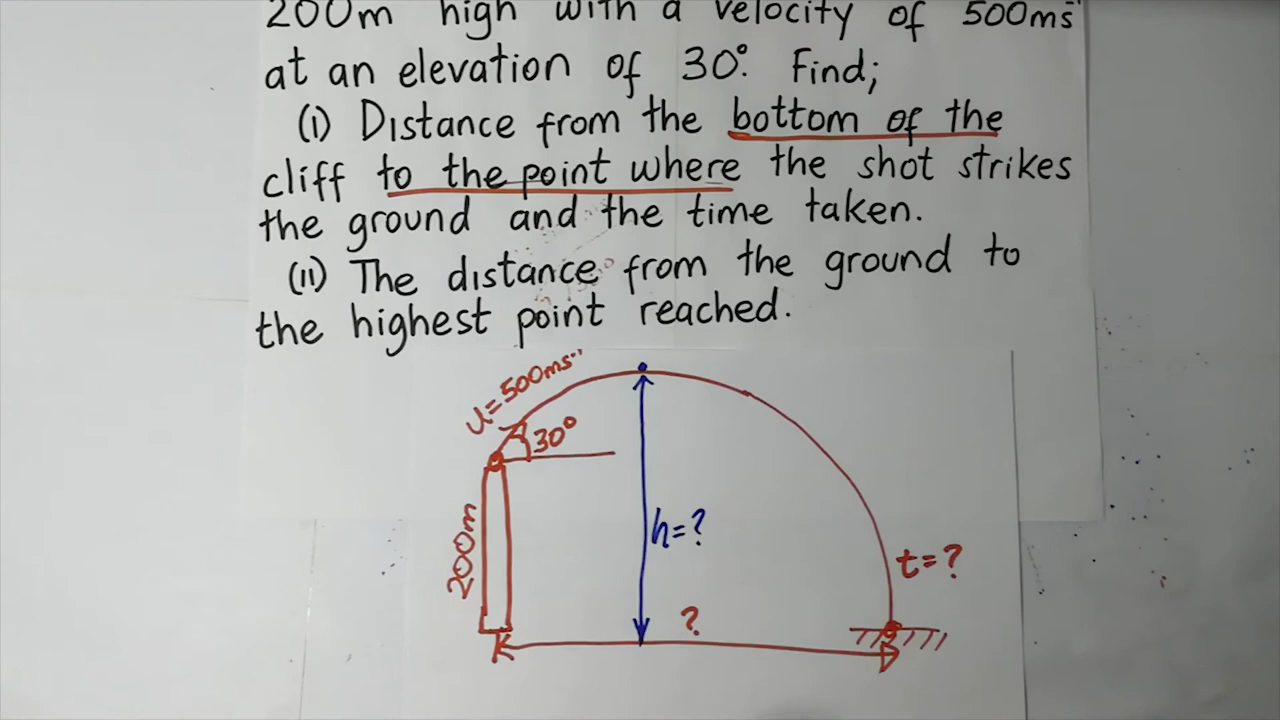 200m high with a velocity of 500ms⁻¹
at an elevation of 30°. Find;
(i) Distance from the bottom of the
cliff to the point where the shot strikes
the ground and the time taken.
(ii) The distance from the ground to
the highest point reached.
u=500ms⁻¹
30°
200m
h=?
t=?
?